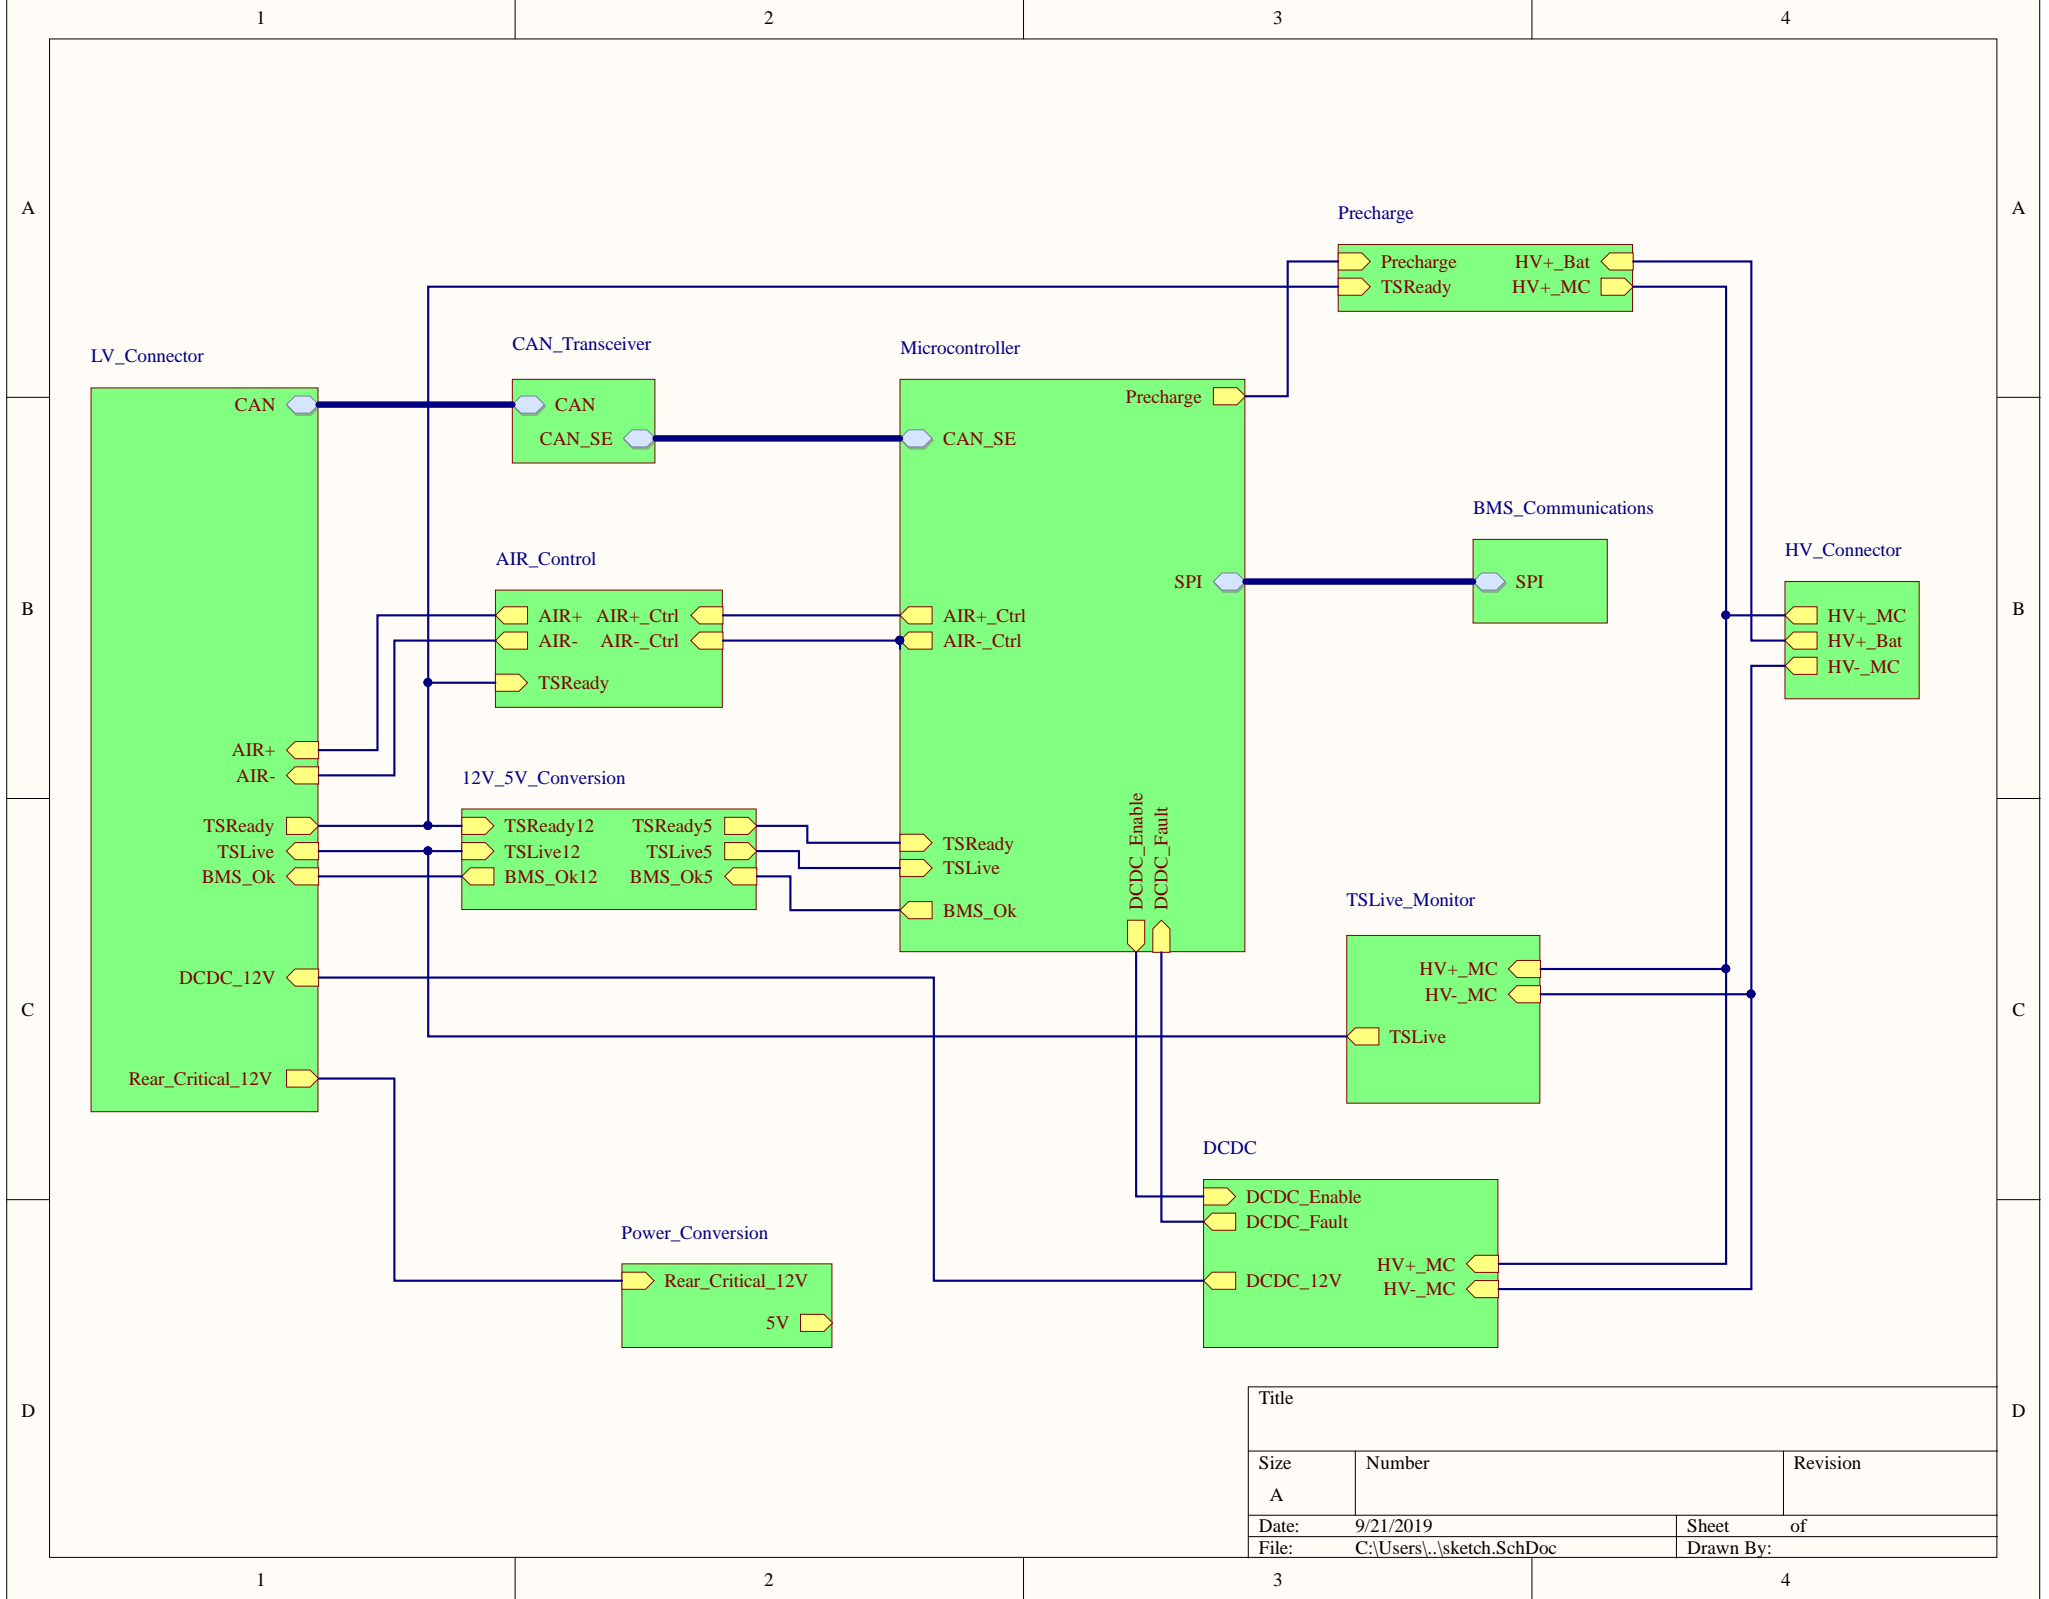 1 2 3 4
A A
Precharge
Precharge HV+_Bat
TSReady HV+_MC
LV_Connector
CAN_Transceiver
Microcontroller
CAN
CAN
CAN_SE
Precharge
CAN_SE
BMS_Communications
SPI
SPI
HV_Connector
HV+_MC
HV+_Bat
HV-_MC
B B
AIR_Control
AIR+ AIR+_Ctrl
AIR- AIR-_Ctrl
TSReady
AIR+_Ctrl
AIR-_Ctrl
AIR+
AIR-
12V_5V_Conversion
TSReady
TSLive
BMS_Ok
TSReady12 TSReady5
TSLive12 TSLive5
BMS_Ok12 BMS_Ok5
TSReady
TSLive
BMS_Ok
DCDC_Enable
DCDC_Fault
TSLive_Monitor
HV+_MC
HV-_MC
TSLive
C C
DCDC_12V
Rear_Critical_12V
DCDC
DCDC_Enable
DCDC_Fault
HV+_MC
DCDC_12V
HV-_MC
Power_Conversion
Rear_Critical_12V
5V
D D
Title
Size Number Revision
A
Date: 9/21/2019 Sheet of
File: C:\Users\..\sketch.SchDoc Drawn By:
1 2 3 4